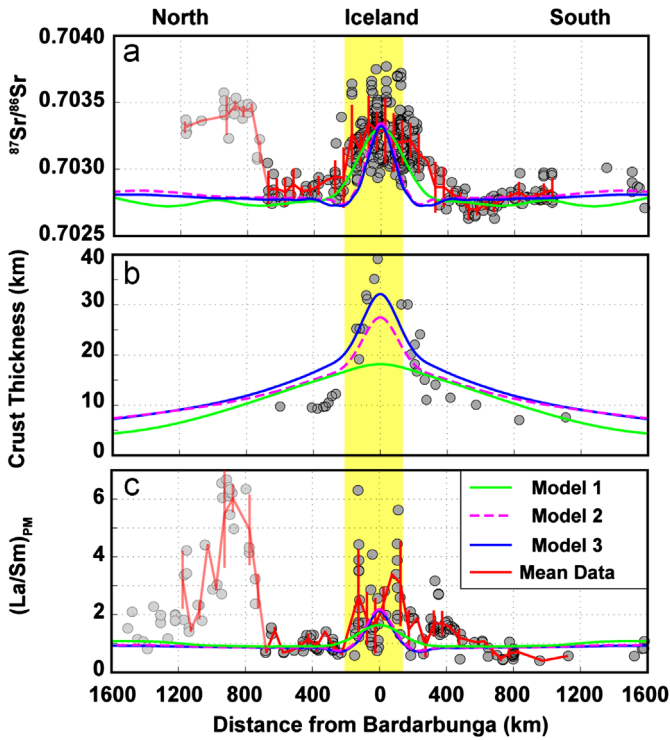 North Iceland South
a
⁸⁷Sr/⁸⁶Sr
0.7040
0.7035
0.7030
0.7025
b
Crust Thickness (km)
40
30
20
10
0
c
(La/Sm)PM
6
4
2
0
Model 1
Model 2
Model 3
Mean Data
1600 1200 800 400 0 400 800 1200 1600
Distance from Bardarbunga (km)